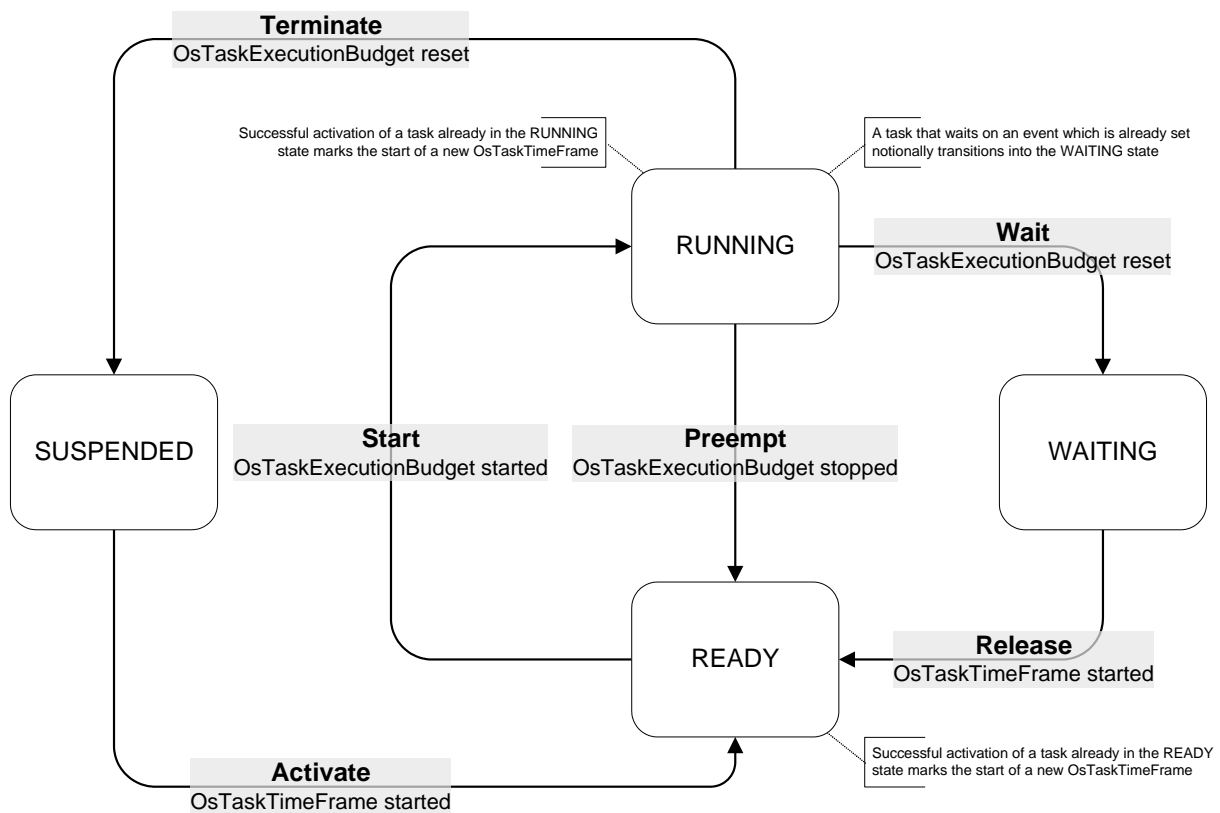 Terminate
OsTaskExecutionBudget reset
Successful activation of a task already in the RUNNING
state marks the start of a new OsTaskTimeFrame
A task that waits on an event which is already set
notionally transitions into the WAITING state
RUNNING
Wait
OsTaskExecutionBudget reset
SUSPENDED
Start
OsTaskExecutionBudget started
Preempt
OsTaskExecutionBudget stopped
WAITING
READY
Release
OsTaskTimeFrame started
Activate
OsTaskTimeFrame started
Successful activation of a task already in the READY
state marks the start of a new OsTaskTimeFrame